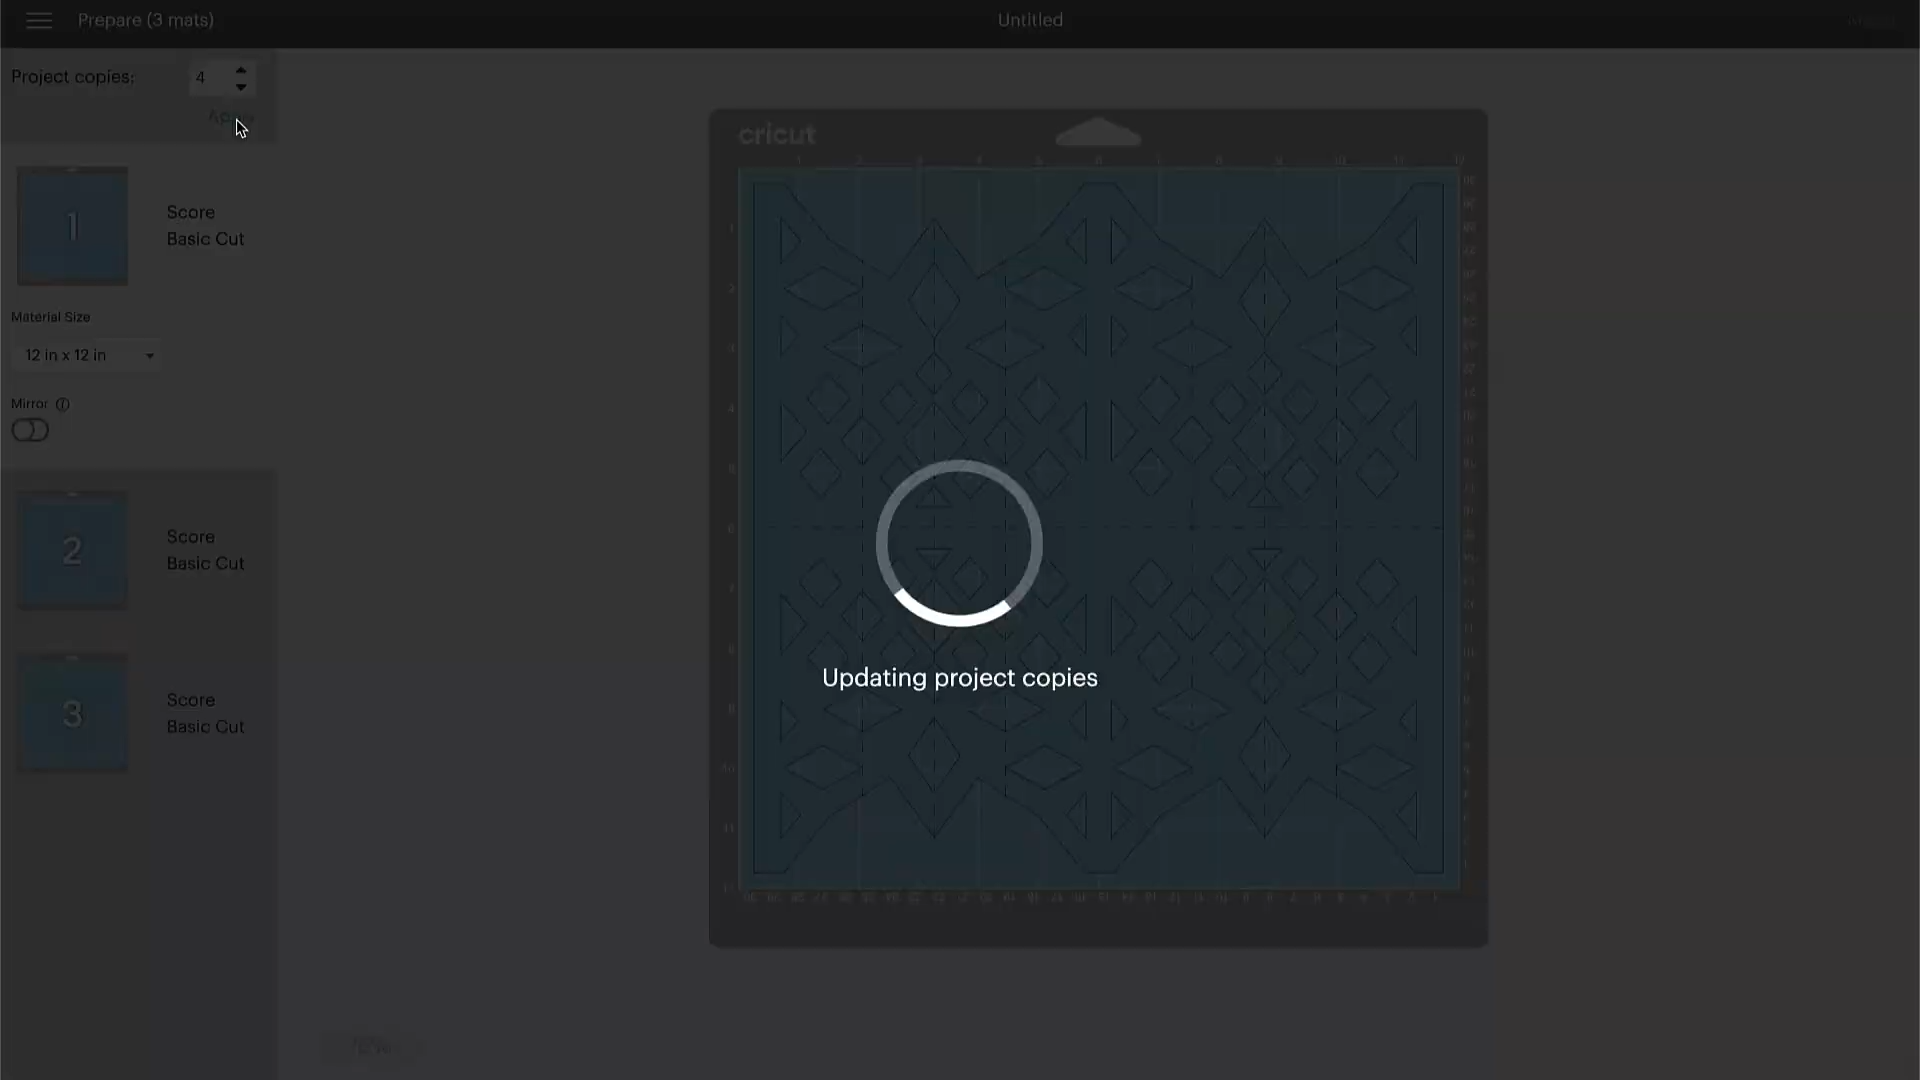 Prepare (3 mats)
Untitled
Project copies:
4
Apply
cricut
1
Score
Basic Cut
Material Size
12 in x 12 in
Mirror
2
Score
Basic Cut
3
Score
Basic Cut
Updating project copies